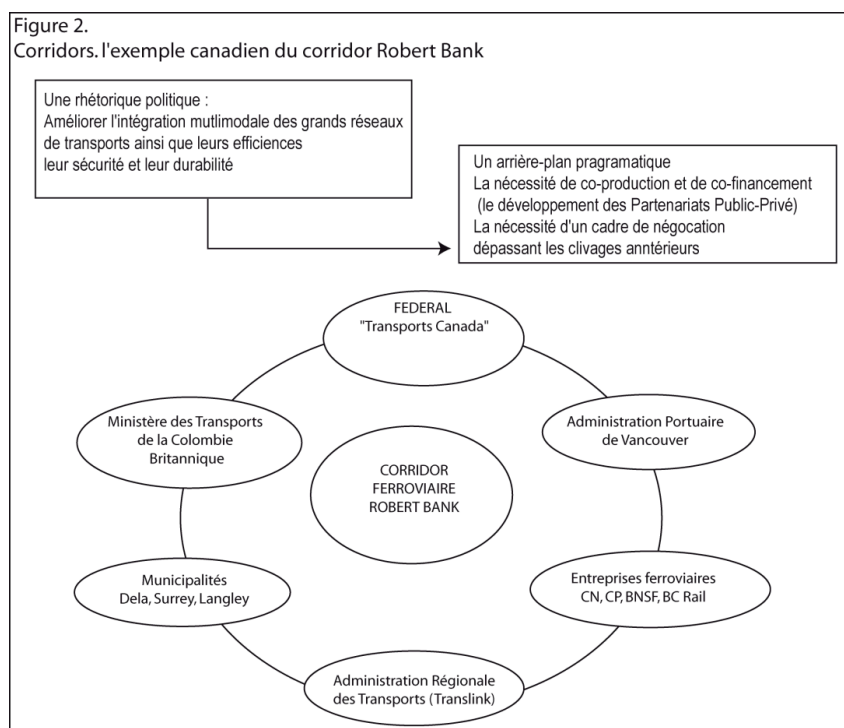 Figure 2.
Corridors. l'exemple canadien du corridor Robert Bank
Une rhétorique politique :
Améliorer l'intégration mutlimodale des grands réseaux
de transports ainsi que leurs efficiences
leur sécurité et leur durabilité
Un arrière-plan pragramatique
La nécessité de co-production et de co-financement
(le développement des Partenariats Public-Privé)
La nécessité d'un cadre de négocation
dépassant les clivages anntérieurs
FEDERAL
"Transports Canada"
Ministère des Transports
de la Colombie
Britannique
Administration Portuaire
de Vancouver
CORRIDOR
FERROVIAIRE
ROBERT BANK
Municipalités
Dela, Surrey, Langley
Entreprises ferroviaires
CN, CP, BNSF, BC Rail
Administration Régionale
des Transports (Translink)